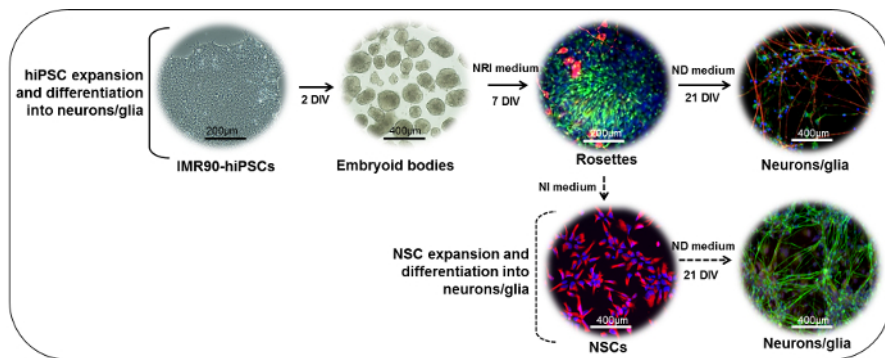 hiPSC expansion
and differentiation
into neurons/glia
200µm
IMR90-hiPSCs
2 DIV
400µm
Embryoid bodies
NRI medium
7 DIV
200µm
Rosettes
ND medium
21 DIV
400µm
Neurons/glia
NI medium
NSC expansion and
differentiation into
neurons/glia
400µm
NSCs
ND medium
21 DIV
400µm
Neurons/glia